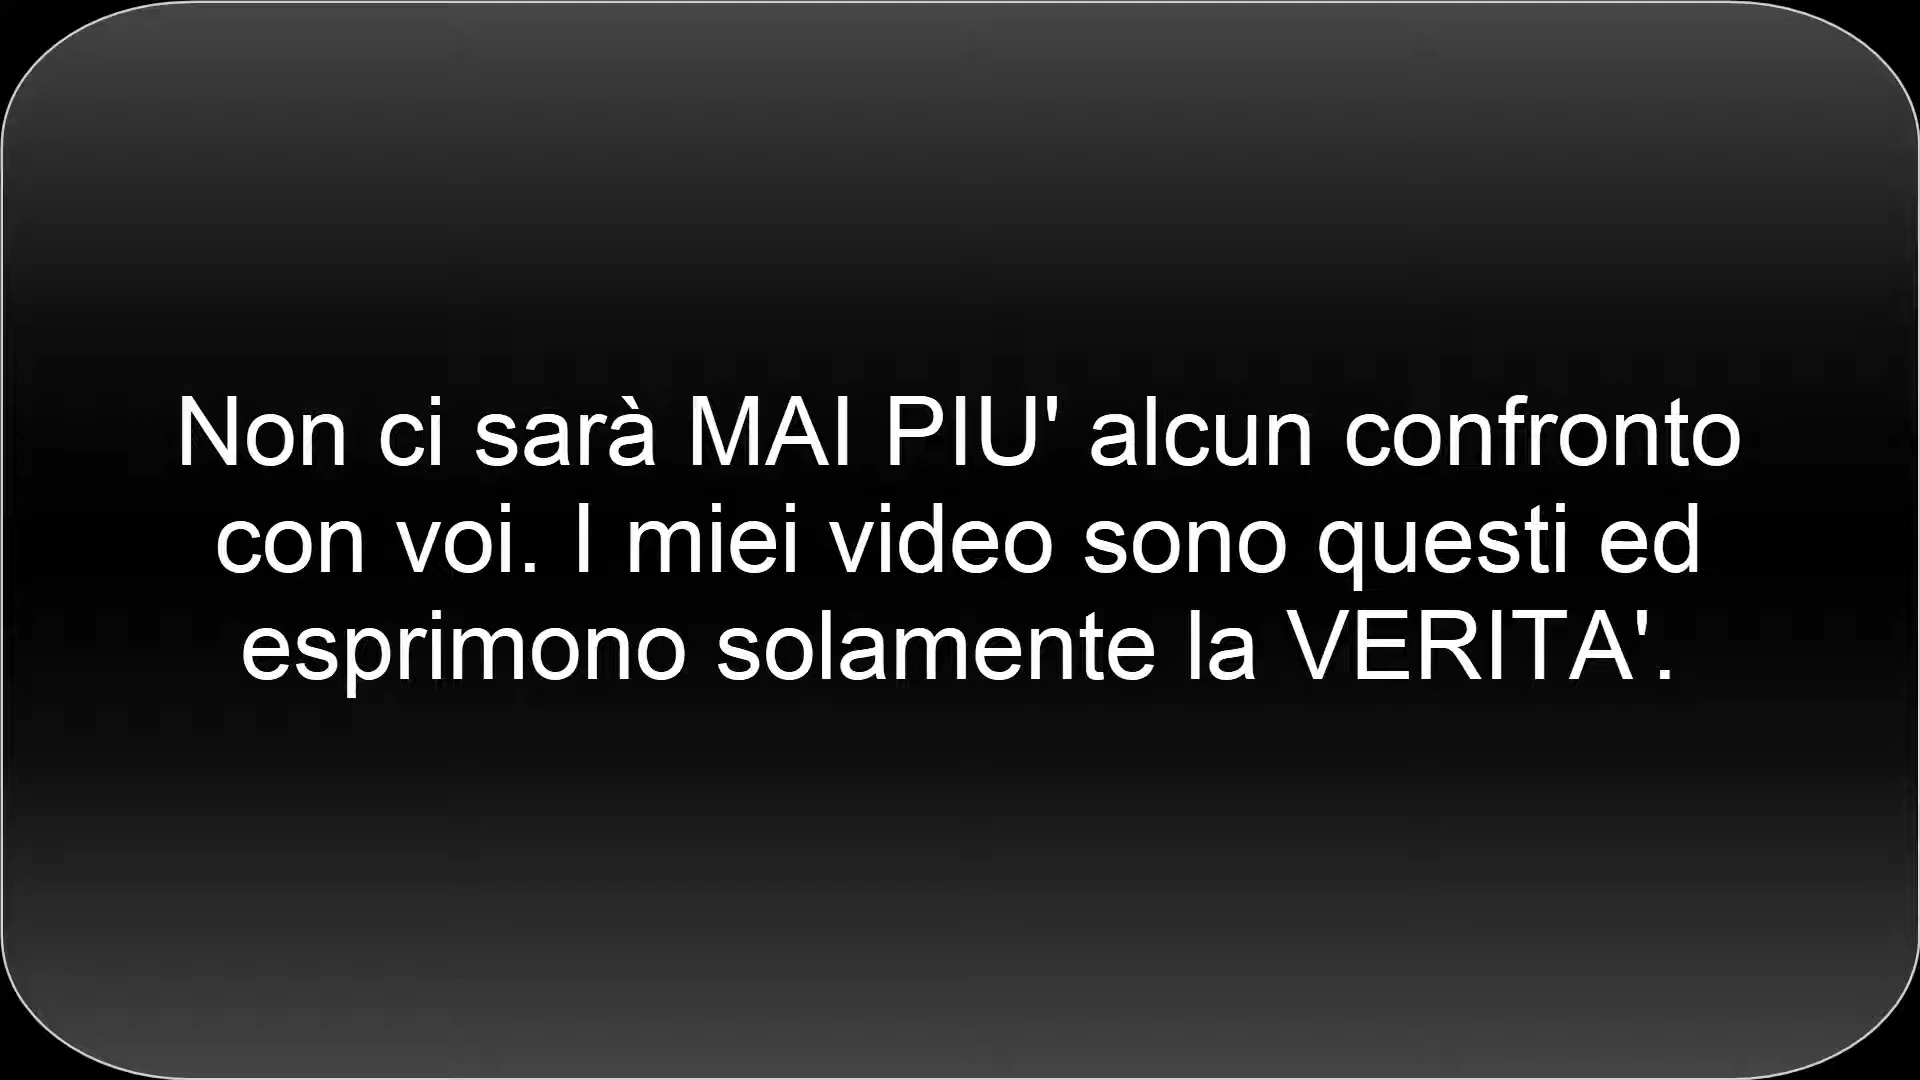 Non ci sarà MAI PIU' alcun confronto
con voi. I miei video sono questi ed
esprimono solamente la VERITA'.